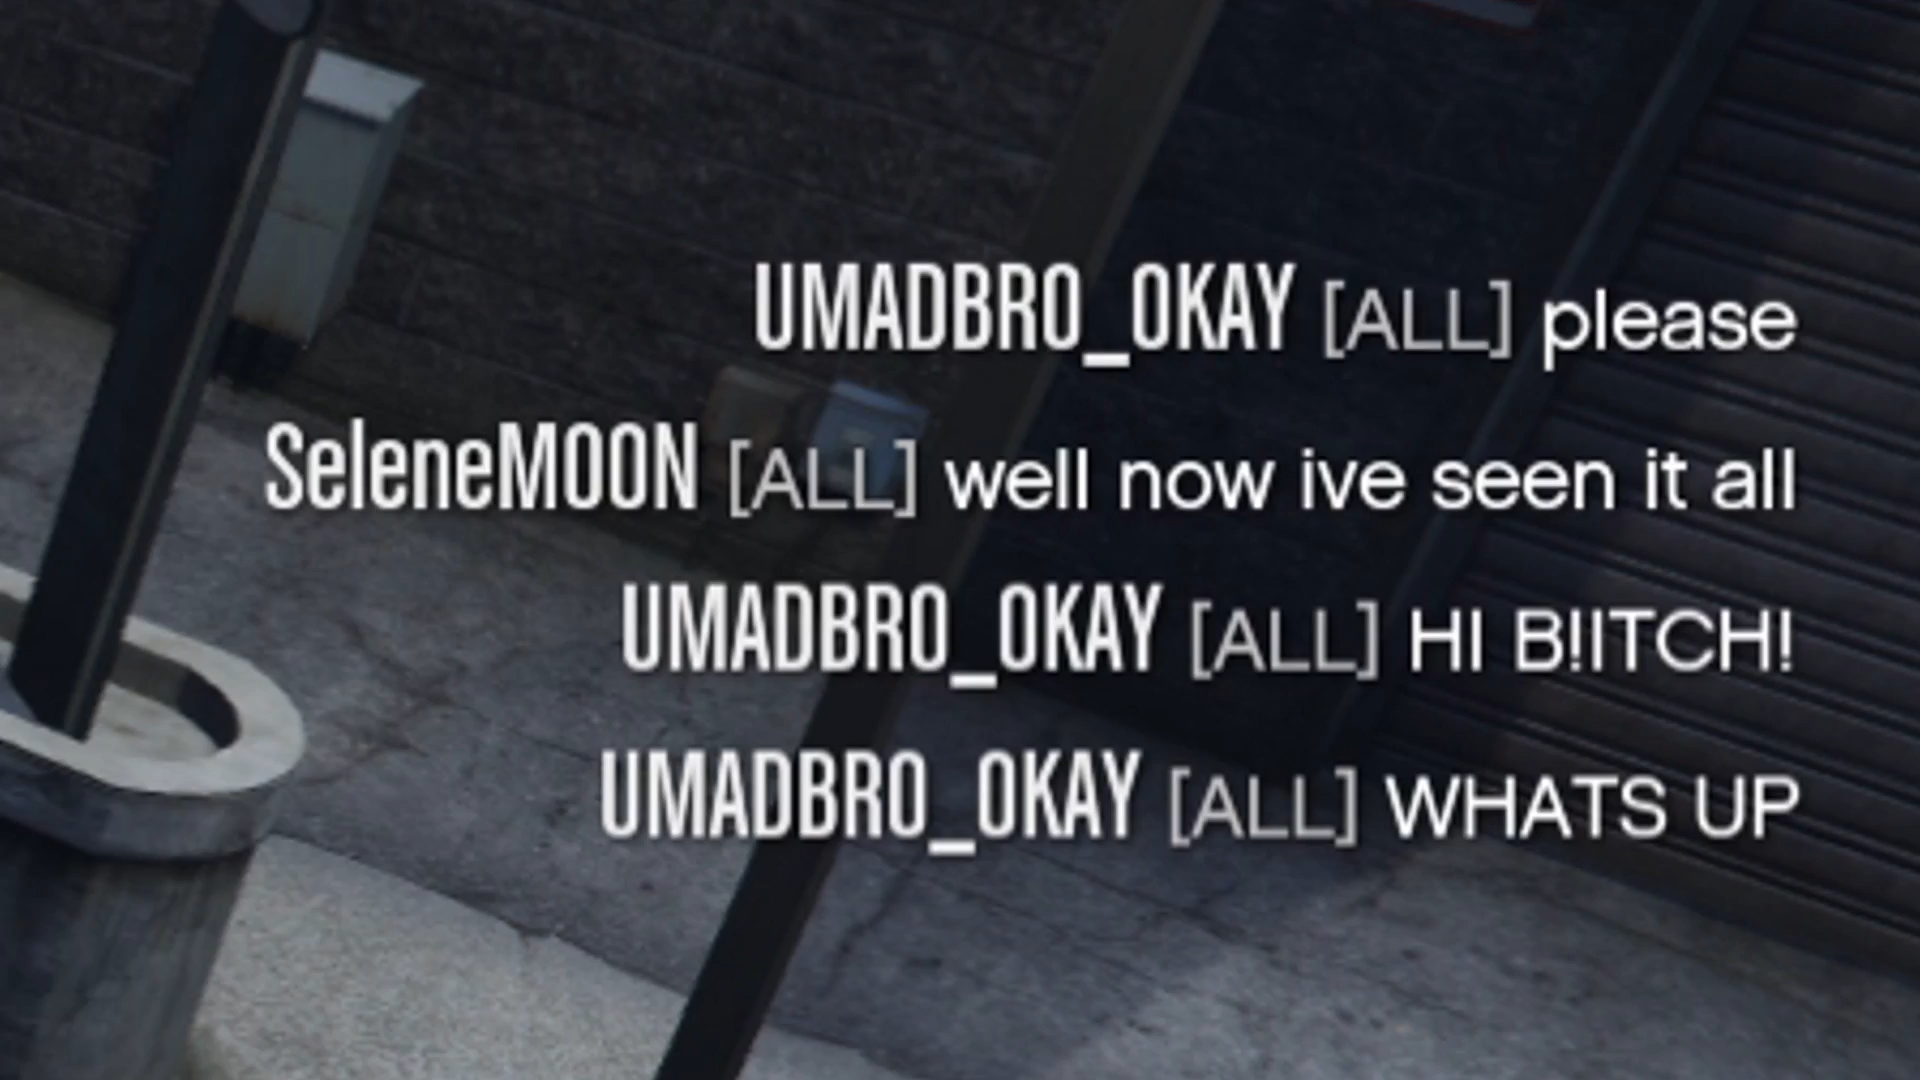 UMADBRO_OKAY [ALL] please
SeleneMOON [ALL] well now ive seen it all
UMADBRO_OKAY [ALL] HI B!ITCH!
UMADBRO_OKAY [ALL] WHATS UP